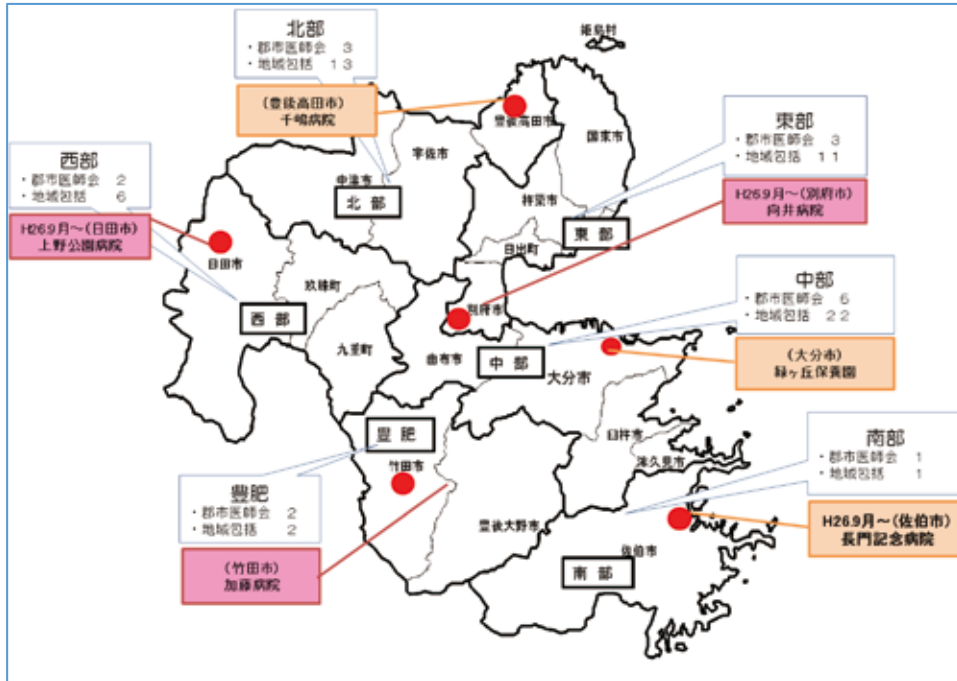 北部
・郡市医師会 3
・地域包括 13
(豊後高田市)
千嶋病院
姫島村
豊後高田市
国東市
東部
・郡市医師会 3
・地域包括 11
H26.9月～(別府市)
向井病院
西部
・郡市医師会 2
・地域包括 6
H26.9月～(日田市)
上野公園病院
宇佐市
中津市
北部
杵築市
東部
日出町
日田市
玖珠町
西部
九重町
別府市
由布市
中部
大分市
中部
・郡市医師会 6
・地域包括 22
(大分市)
緑ヶ丘保養園
臼杵市
津久見市
豊肥
竹田市
豊肥
・郡市医師会 2
・地域包括 2
(竹田市)
加藤病院
豊後大野市
南部
・郡市医師会 1
・地域包括 1
H26.9月～(佐伯市)
長門記念病院
佐伯市
南部